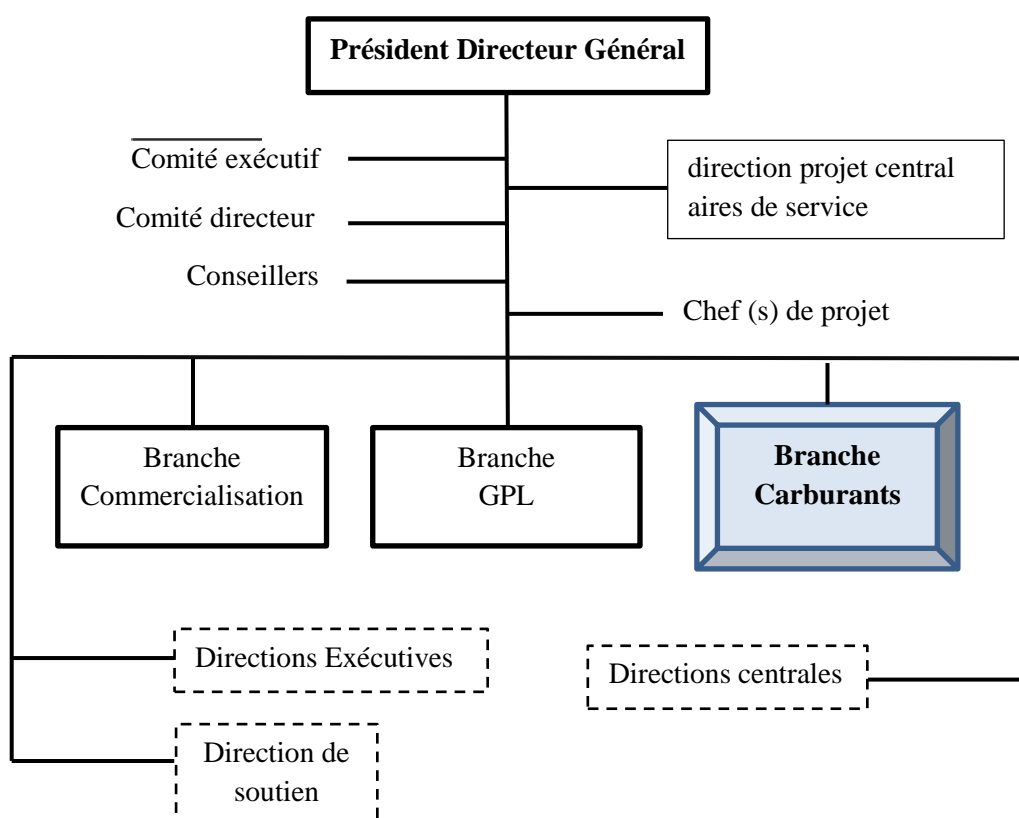 Président Directeur Général
Comité exécutif
direction projet central
aires de service
Comité directeur
Conseillers
Chef (s) de projet
Branche
Commercialisation
Branche
GPL
Branche
Carburants
Directions Exécutives
Directions centrales
Direction de
soutien